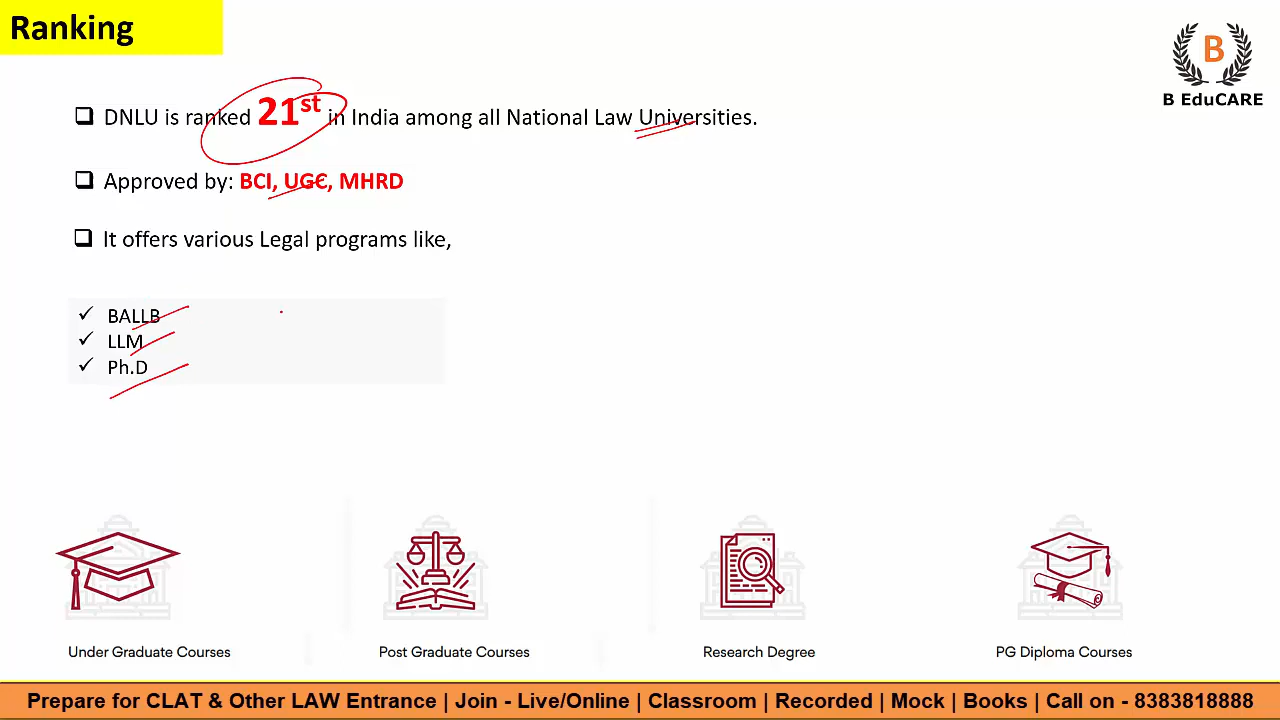 Ranking
B
B EduCARE
DNLU is ranked 21st in India among all National Law Universities.
Approved by: BCI, UGC, MHRD
It offers various Legal programs like,
BALLB
LLM
Ph.D
Under Graduate Courses
Post Graduate Courses
Research Degree
PG Diploma Courses
Prepare for CLAT & Other LAW Entrance | Join - Live/Online | Classroom | Recorded | Mock | Books | Call on - 8383818888